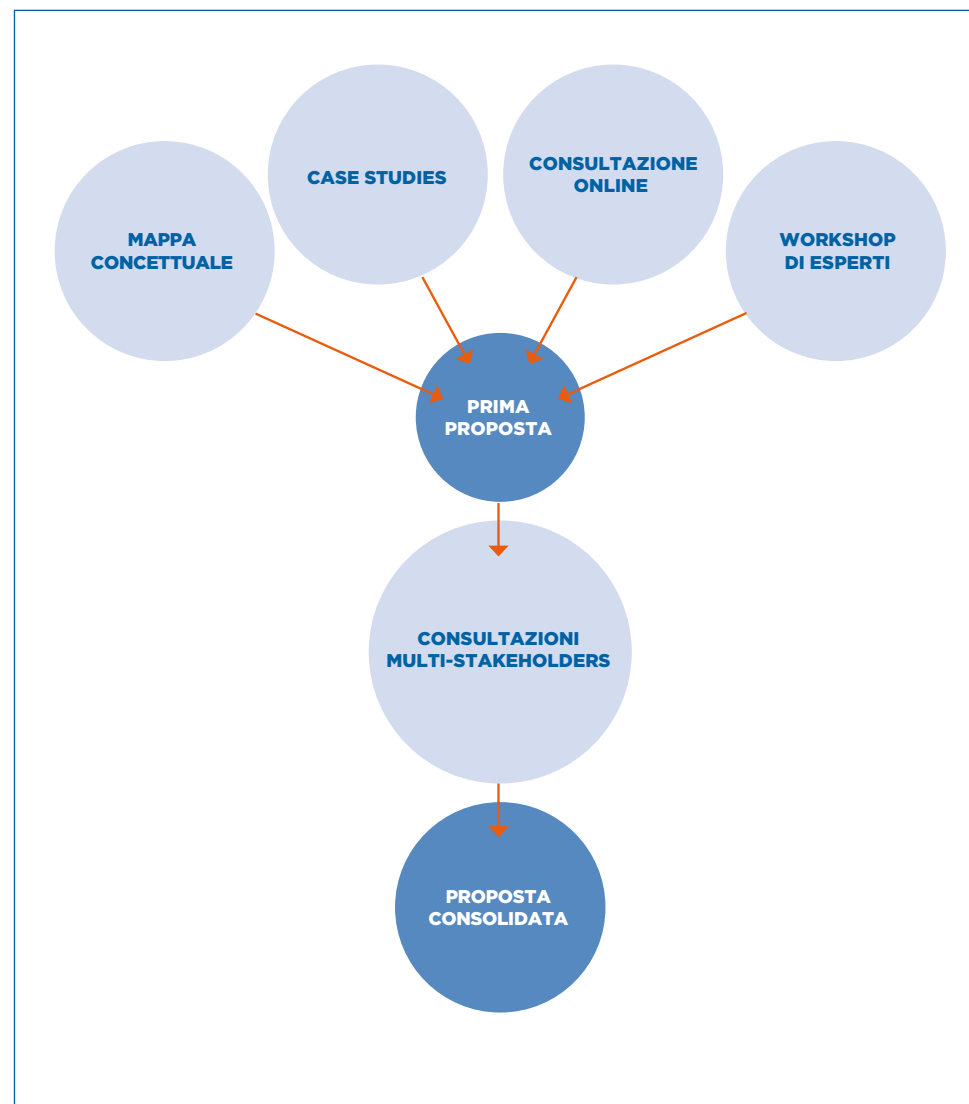 MAPPA
CONCETTUALE
CASE STUDIES
CONSULTAZIONE
ONLINE
WORKSHOP
DI ESPERTI
PRIMA
PROPOSTA
CONSULTAZIONI
MULTI-STAKEHOLDERS
PROPOSTA
CONSOLIDATA